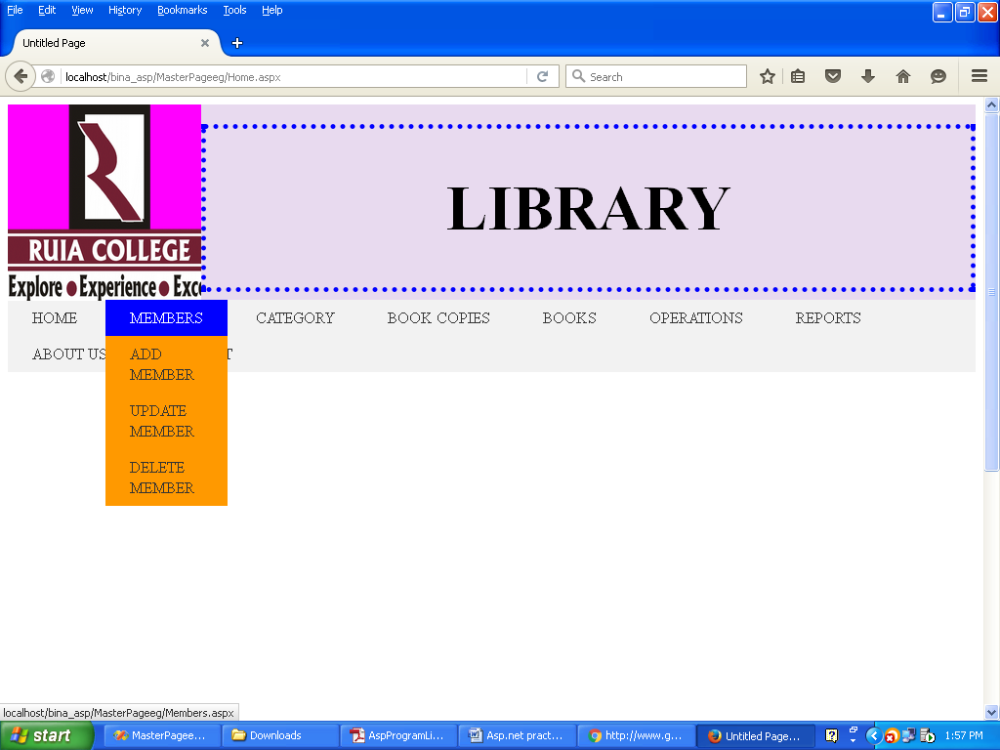 File Edit View History Bookmarks Tools Help
Untitled Page
localhost/bina_asp/MasterPageeg/Home.aspx
Search
RUIA COLLEGE
Explore ● Experience ● Exce
LIBRARY
HOME MEMBERS CATEGORY BOOK COPIES BOOKS OPERATIONS REPORTS
ABOUT US T
ADD
MEMBER
UPDATE
MEMBER
DELETE
MEMBER
localhost/bina_asp/MasterPageeg/Members.aspx
start MasterPagee... Downloads AspProgramLi... Asp.net pract... http://www.g... Untitled Page... 1:57 PM